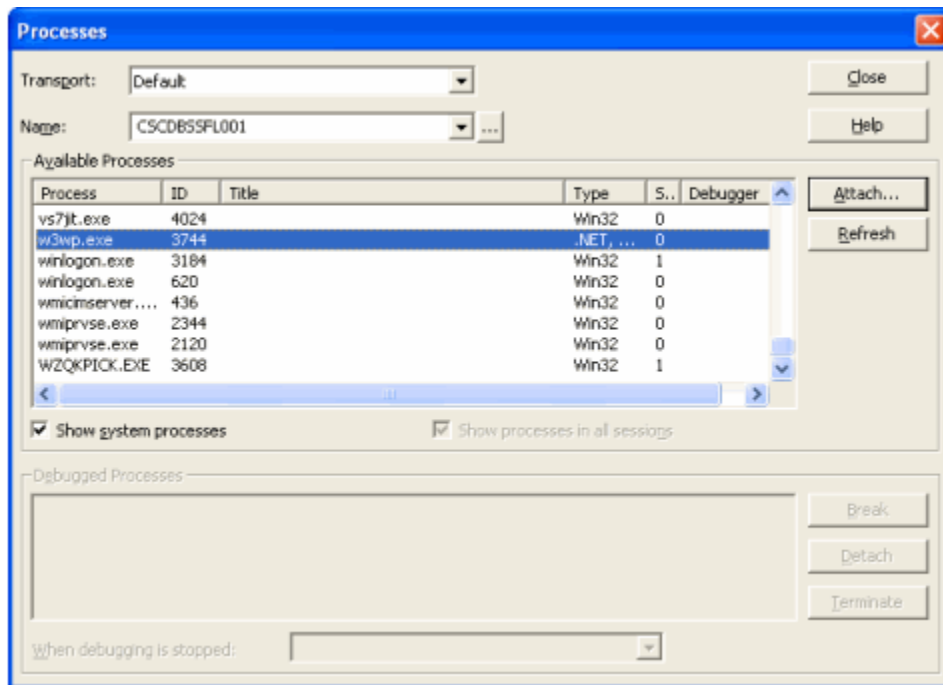 Processes
Transport: Default Close
Name: CSCDBSSFL001 ... Help
Available Processes
Process ID Title Type S.. Debugger Attach...
vs7jit.exe 4024 Win32 0
w3wp.exe 3744 .NET, ... 0 Refresh
winlogon.exe 3184 Win32 1
winlogon.exe 620 Win32 0
wmicimserver.... 436 Win32 0
wmiprvse.exe 2344 Win32 0
wmiprvse.exe 2120 Win32 0
WZQKPICK.EXE 3608 Win32 1
Show system processes Show processes in all sessions
Debugged Processes
Break
Detach
Terminate
When debugging is stopped: